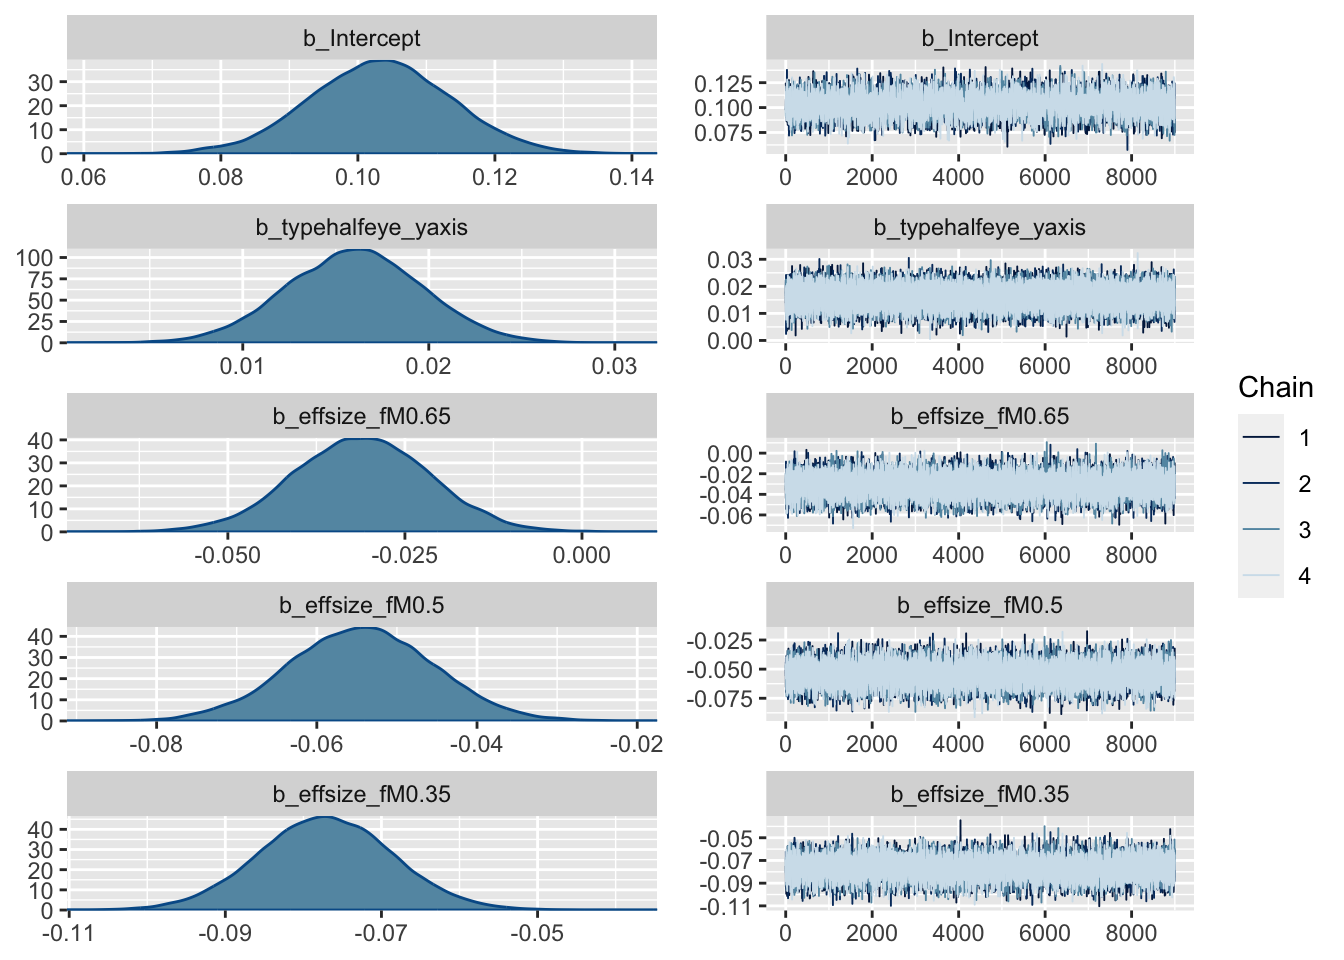 b_Intercept
30
20
10
0
0.06 0.08 0.10 0.12 0.14
b_Intercept
0.125
0.100
0.075
0 2000 4000 6000 8000
b_typehalfeye_yaxis
100
75
50
25
0
0.01 0.02 0.03
b_typehalfeye_yaxis
0.03
0.02
0.01
0.00
0 2000 4000 6000 8000
b_effsize_fM0.65
40
30
20
10
0
-0.050 -0.025 0.000
b_effsize_fM0.65
0.00
-0.02
-0.04
-0.06
0 2000 4000 6000 8000
b_effsize_fM0.5
40
30
20
10
0
-0.08 -0.06 -0.04 -0.02
b_effsize_fM0.5
-0.025
-0.050
-0.075
0 2000 4000 6000 8000
b_effsize_fM0.35
40
30
20
10
0
-0.11 -0.09 -0.07 -0.05
b_effsize_fM0.35
-0.05
-0.07
-0.09
-0.11
0 2000 4000 6000 8000
Chain
1
2
3
4